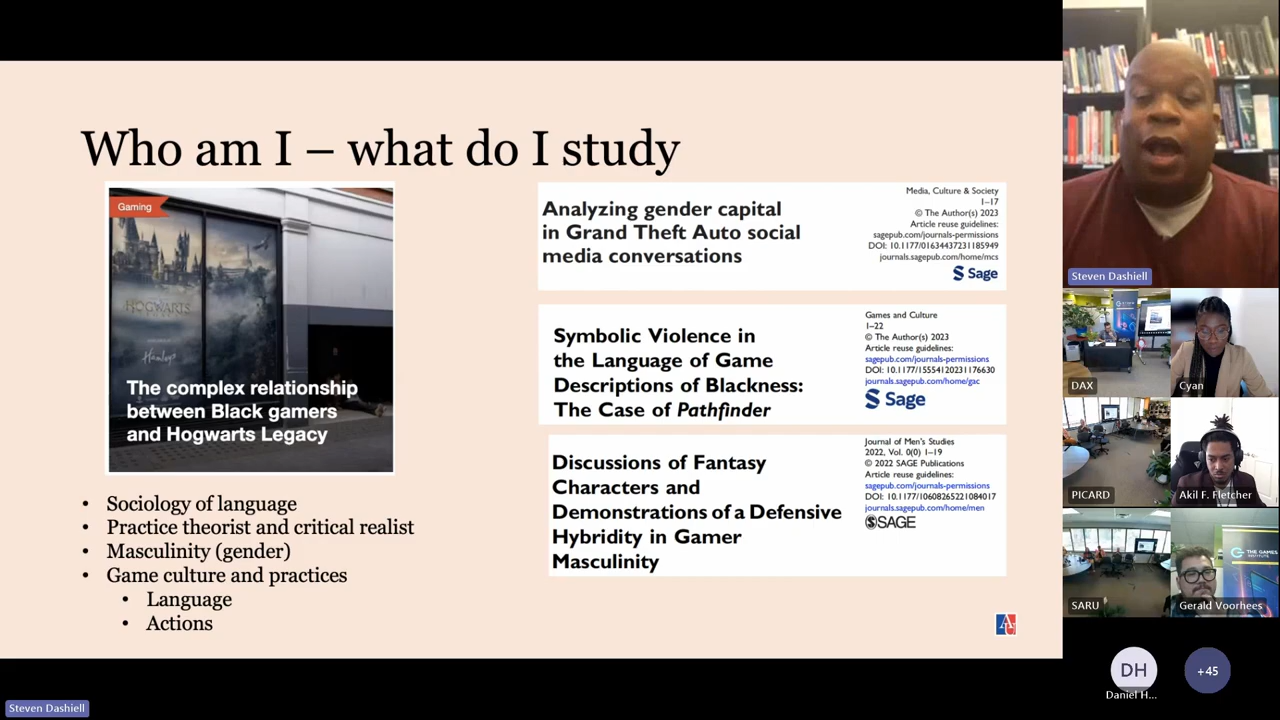 Who am I – what do I study
Gaming
HOGWARTS
Hamleys
The complex relationship
between Black gamers
and Hogwarts Legacy
• Sociology of language
• Practice theorist and critical realist
• Masculinity (gender)
• Game culture and practices
• Language
• Actions
Analyzing gender capital
in Grand Theft Auto social
media conversations
Media, Culture & Society
1–17
© The Author(s) 2023
Article reuse guidelines:
sagepub.com/journals-permissions
DOI: 10.1177/01634437231185949
journals.sagepub.com/home/mcs
Sage
Symbolic Violence in
the Language of Game
Descriptions of Blackness:
The Case of Pathfinder
Games and Culture
1–22
© The Author(s) 2023
Article reuse guidelines:
sagepub.com/journals-permissions
DOI: 10.1177/15554120231176630
journals.sagepub.com/home/gac
Sage
Discussions of Fantasy
Characters and
Demonstrations of a Defensive
Hybridity in Gamer
Masculinity
Journal of Men's Studies
2022, Vol. 0(0) 1–19
© 2022 SAGE Publications
Article reuse guidelines:
sagepub.com/journals-permissions
DOI: 10.1177/10608265221084017
journals.sagepub.com/home/men
SAGE
Steven Dashiell
DAX
Cyan
PICARD
Akil F. Fletcher
SARU
THE GAMES
INSTITUTE
Gerald Voorhees
DH
Daniel H...
+45
Steven Dashiell